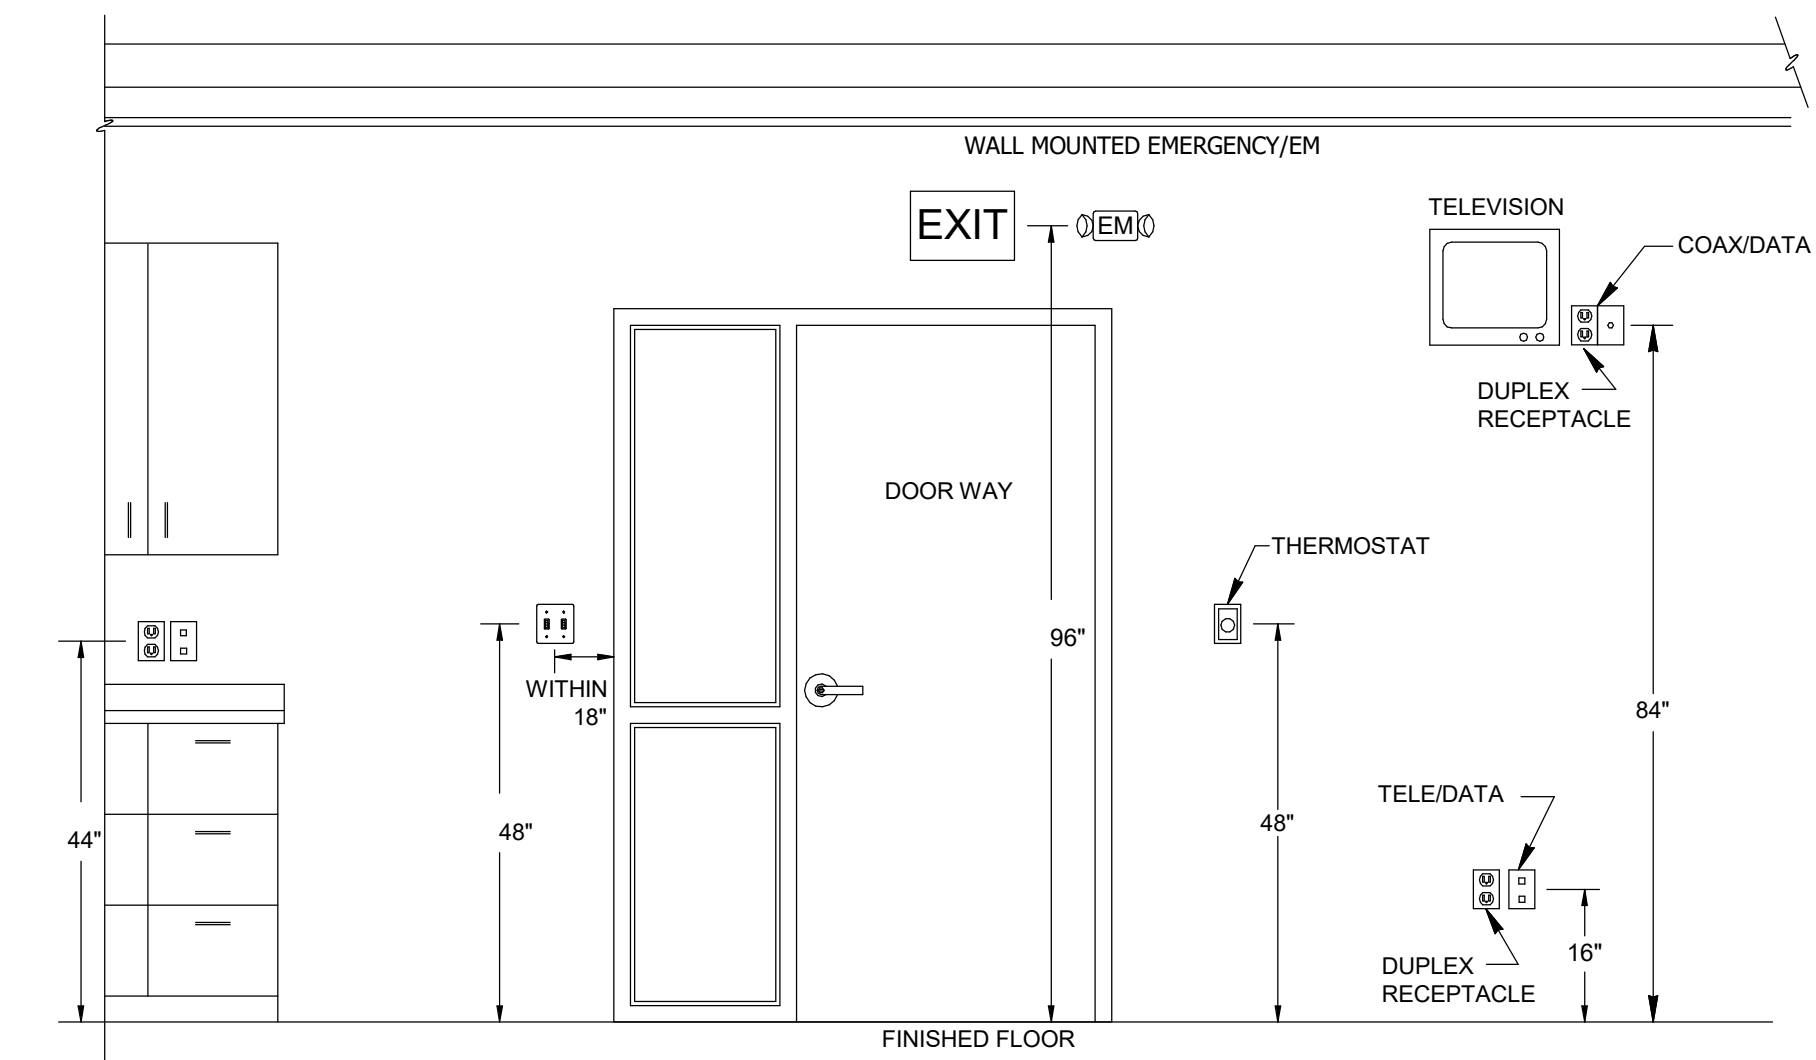 WALL MOUNTED EMERGENCY/EM
EXIT
EM
TELEVISION
COAX/DATA
DUPLEX
RECEPTACLE
DOOR WAY
THERMOSTAT
96"
WITHIN
18"
84"
TELE/DATA
44"
48"
48"
16"
DUPLEX
RECEPTACLE
FINISHED FLOOR